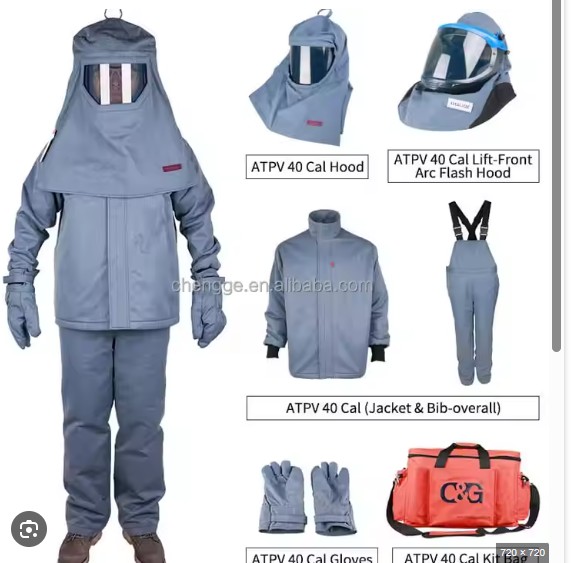 ATPV 40 Cal Hood
ATPV 40 Cal Lift-Front
Arc Flash Hood
chengge.en.alibaba.com
ATPV 40 Cal (Jacket & Bib-overall)
C&G
ATPV 40 Cal Gloves
ATPV 40 Cal Kit Bag
720 × 720